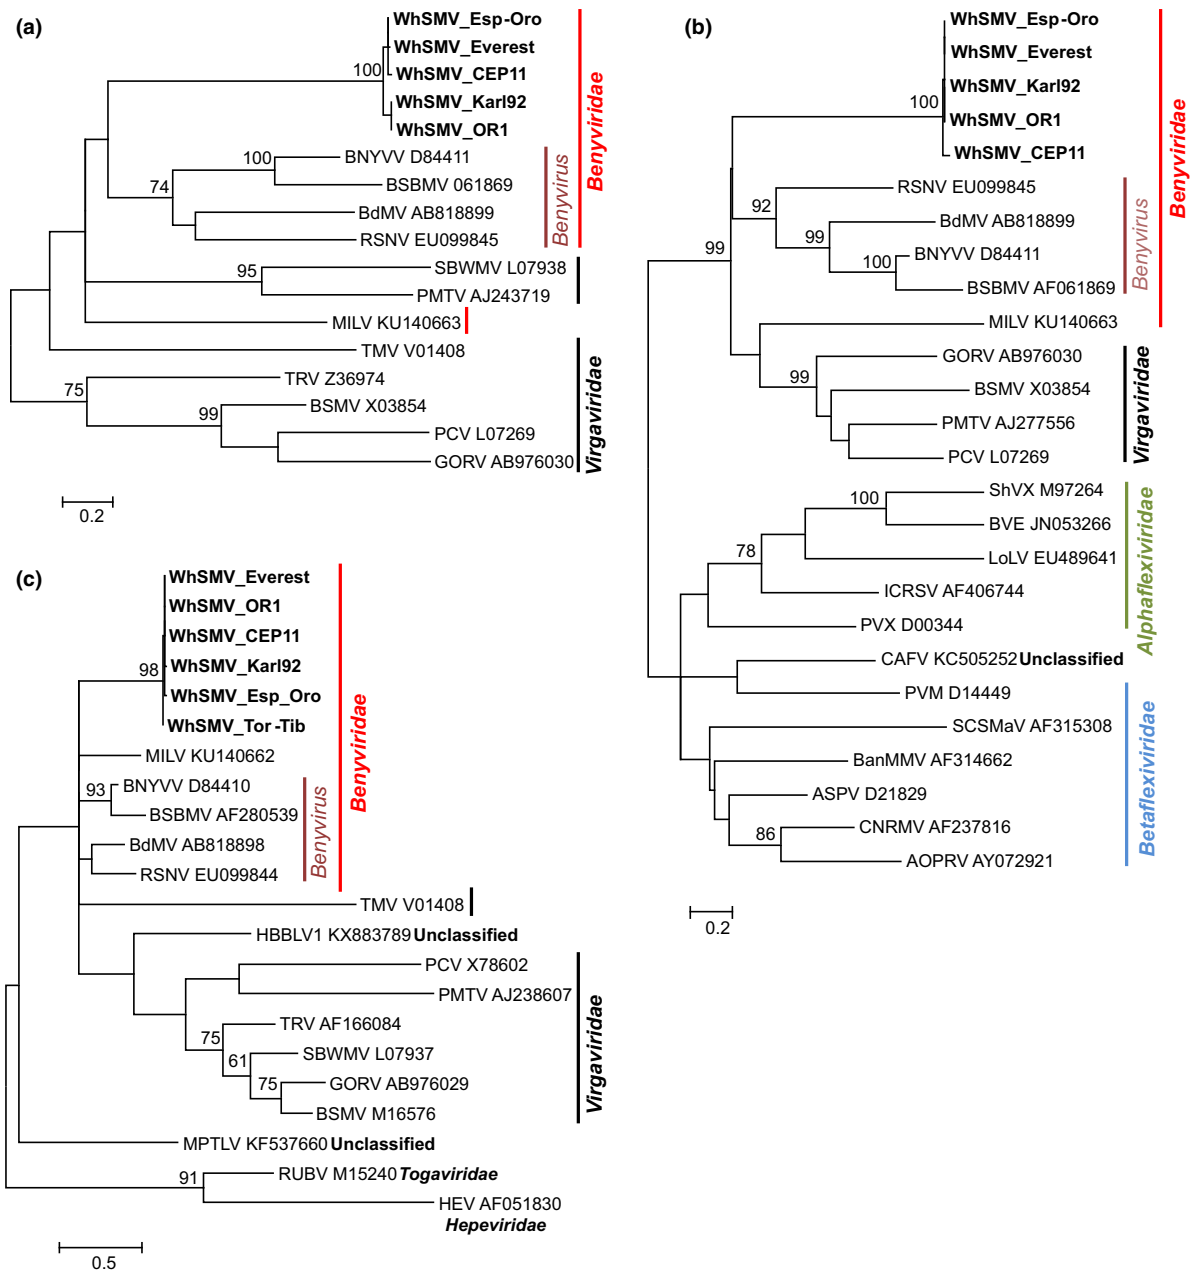 (a)
WhSMV_Esp-Oro
WhSMV_Everest
WhSMV_CEP11
WhSMV_Karl92
WhSMV_OR1
100
BNYVV D84411
BSBMV 061869
100
BdMV AB818899
RSNV EU099845
74
SBWMV L07938
PMTV AJ243719
95
MILV KU140663
TMV V01408
TRV Z36974
75
BSMV X03854
99
PCV L07269
GORV AB976030
Benyvirus
Benyviridae
Virgaviridae
0.2
(b)
WhSMV_Esp-Oro
WhSMV_Everest
WhSMV_Karl92
WhSMV_OR1
WhSMV_CEP11
100
RSNV EU099845
92
BdMV AB818899
99
BNYVV D84411
100
BSBMV AF061869
99
MILV KU140663
GORV AB976030
99
BSMV X03854
PMTV AJ277556
PCV L07269
ShVX M97264
100
BVE JN053266
LoLV EU489641
78
ICRSV AF406744
PVX D00344
CAFV KC505252 Unclassified
PVM D14449
SCSMaV AF315308
BanMMV AF314662
ASPV D21829
CNRMV AF237816
86
AOPRV AY072921
Benyvirus
Benyviridae
Virgaviridae
Alphaflexiviridae
Betaflexiviridae
0.2
(c)
WhSMV_Everest
WhSMV_OR1
WhSMV_CEP11
WhSMV_Karl92
98
WhSMV_Esp_Oro
WhSMV_Tor-Tib
MILV KU140662
BNYVV D84410
93
BSBMV AF280539
BdMV AB818898
RSNV EU099844
Benyvirus
Benyviridae
TMV V01408
HBBLV1 KX883789 Unclassified
PCV X78602
PMTV AJ238607
TRV AF166084
75
SBWMV L07937
61
GORV AB976029
75
BSMV M16576
Virgaviridae
MPTLV KF537660 Unclassified
RUBV M15240 Togaviridae
91
HEV AF051830
Hepeviridae
0.5